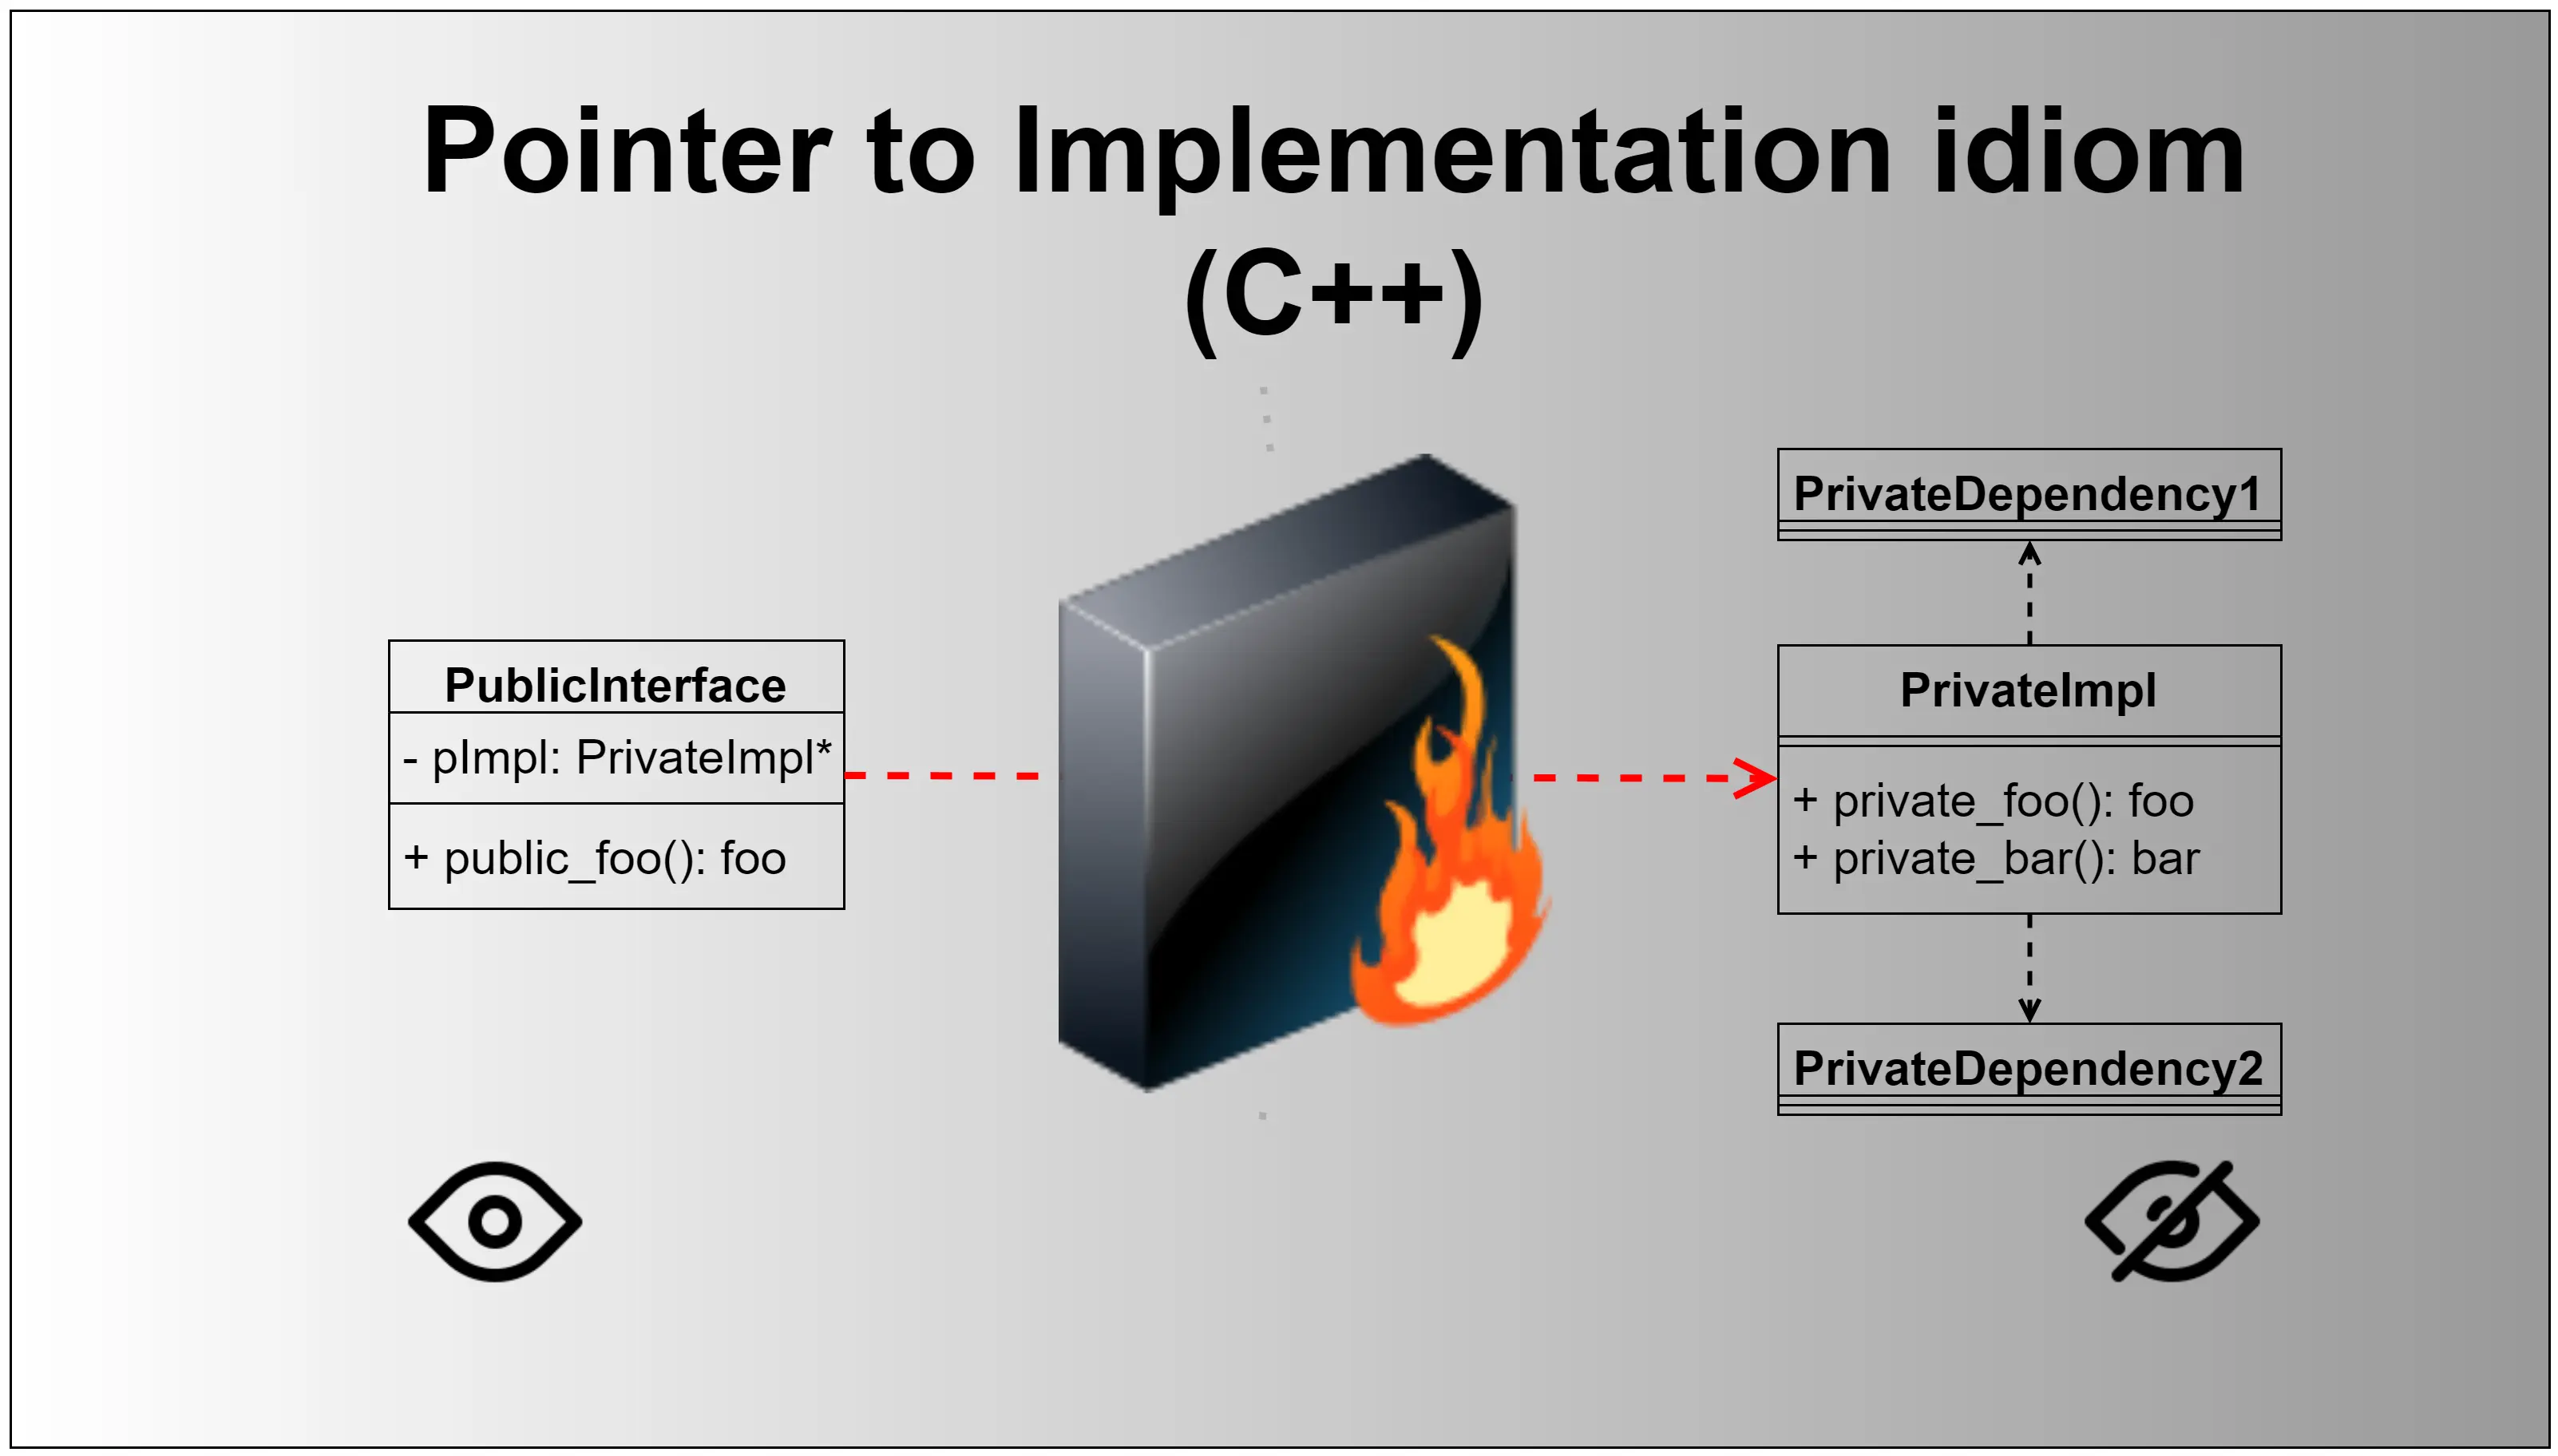 Pointer to Implementation idiom
(C++)
PublicInterface
- pImpl: PrivateImpl*
+ public_foo(): foo
PrivateDependency1
PrivateImpl
+ private_foo(): foo
+ private_bar(): bar
PrivateDependency2